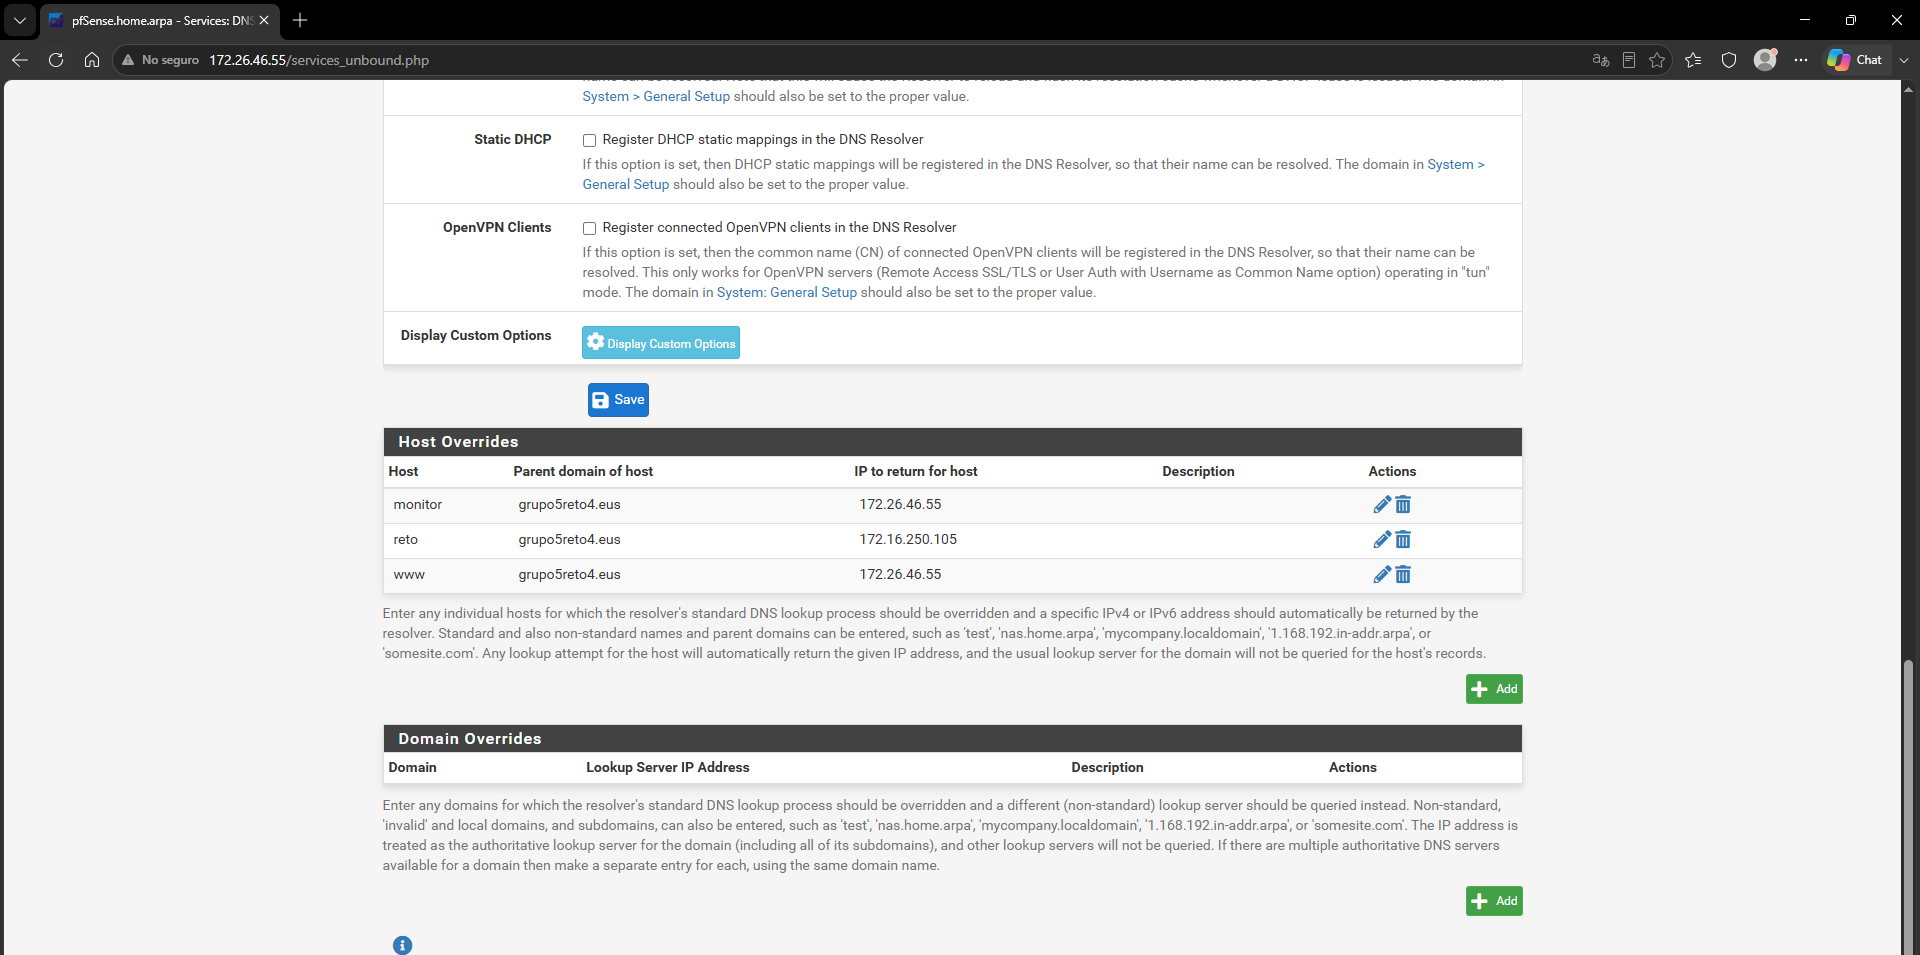 pfSense.home.arpa - Services: DNS
No seguro 172.26.46.55/services_unbound.php
Chat
System > General Setup should also be set to the proper value.
Static DHCP
Register DHCP static mappings in the DNS Resolver
If this option is set, then DHCP static mappings will be registered in the DNS Resolver, so that their name can be resolved. The domain in System >
General Setup should also be set to the proper value.
OpenVPN Clients
Register connected OpenVPN clients in the DNS Resolver
If this option is set, then the common name (CN) of connected OpenVPN clients will be registered in the DNS Resolver, so that their name can be
resolved. This only works for OpenVPN servers (Remote Access SSL/TLS or User Auth with Username as Common Name option) operating in "tun"
mode. The domain in System: General Setup should also be set to the proper value.
Display Custom Options
Display Custom Options
Save
Host Overrides
Host Parent domain of host IP to return for host Description Actions
monitor grupo5reto4.eus 172.26.46.55
reto grupo5reto4.eus 172.16.250.105
www grupo5reto4.eus 172.26.46.55
Enter any individual hosts for which the resolver's standard DNS lookup process should be overridden and a specific IPv4 or IPv6 address should automatically be returned by the
resolver. Standard and also non-standard names and parent domains can be entered, such as 'test', 'nas.home.arpa', 'mycompany.localdomain', '1.168.192.in-addr.arpa', or
'somesite.com'. Any lookup attempt for the host will automatically return the given IP address, and the usual lookup server for the domain will not be queried for the host's records.
Add
Domain Overrides
Domain Lookup Server IP Address Description Actions
Enter any domains for which the resolver's standard DNS lookup process should be overridden and a different (non-standard) lookup server should be queried instead. Non-standard,
'invalid' and local domains, and subdomains, can also be entered, such as 'test', 'nas.home.arpa', 'mycompany.localdomain', '1.168.192.in-addr.arpa', or 'somesite.com'. The IP address is
treated as the authoritative lookup server for the domain (including all of its subdomains), and other lookup servers will not be queried. If there are multiple authoritative DNS servers
available for a domain then make a separate entry for each, using the same domain name.
Add